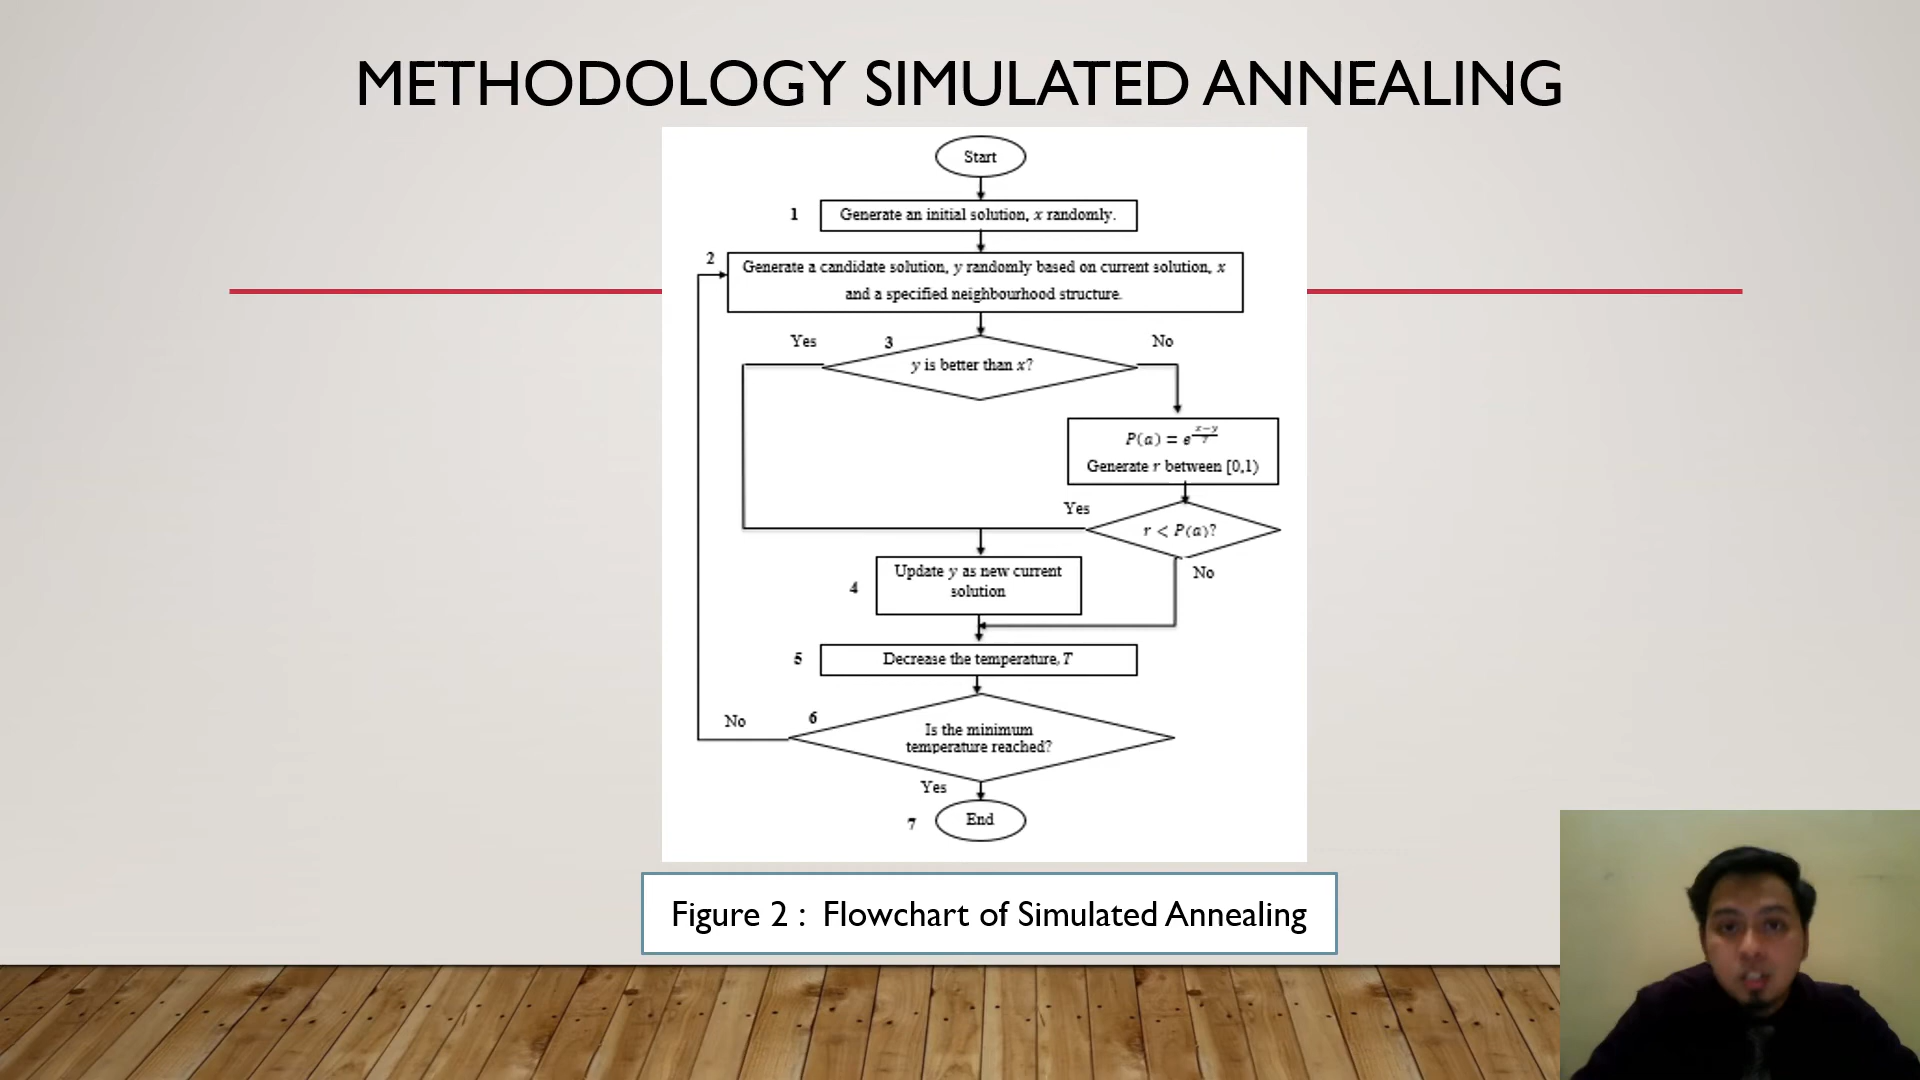 METHODOLOGY SIMULATED ANNEALING
Start
1
Generate an initial solution, x randomly.
2
Generate a candidate solution, y randomly based on current solution, x
and a specified neighbourhood structure.
Yes
3
No
y is better than x?
P(a) = e^{\frac{x-y}{T}}
Generate r between [0,1)
Yes
r < P(a)?
No
4
Update y as new current
solution
5
Decrease the temperature, T
No
6
Is the minimum
temperature reached?
Yes
7
End
Figure 2 : Flowchart of Simulated Annealing